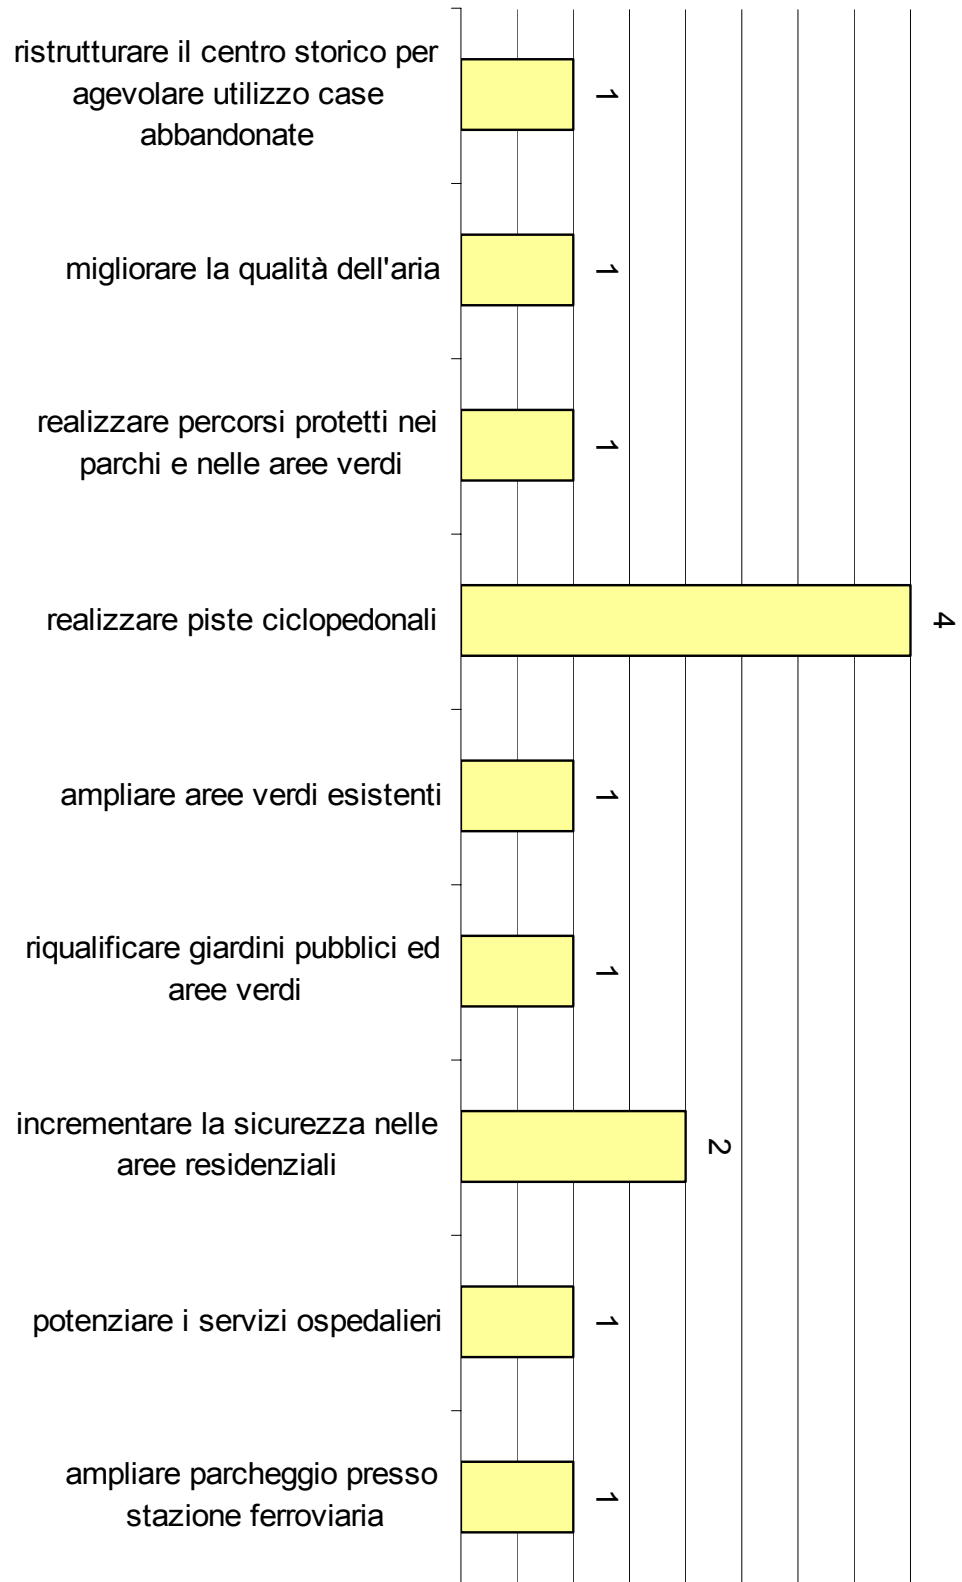 ristrutturare il centro storico per
agevolare utilizzo case
abbandonate
1
migliorare la qualità dell'aria
1
realizzare percorsi protetti nei
parchi e nelle aree verdi
1
realizzare piste ciclopedonali
4
ampliare aree verdi esistenti
1
riqualificare giardini pubblici ed
aree verdi
1
incrementare la sicurezza nelle
aree residenziali
2
potenziare i servizi ospedalieri
1
ampliare parcheggio presso
stazione ferroviaria
1